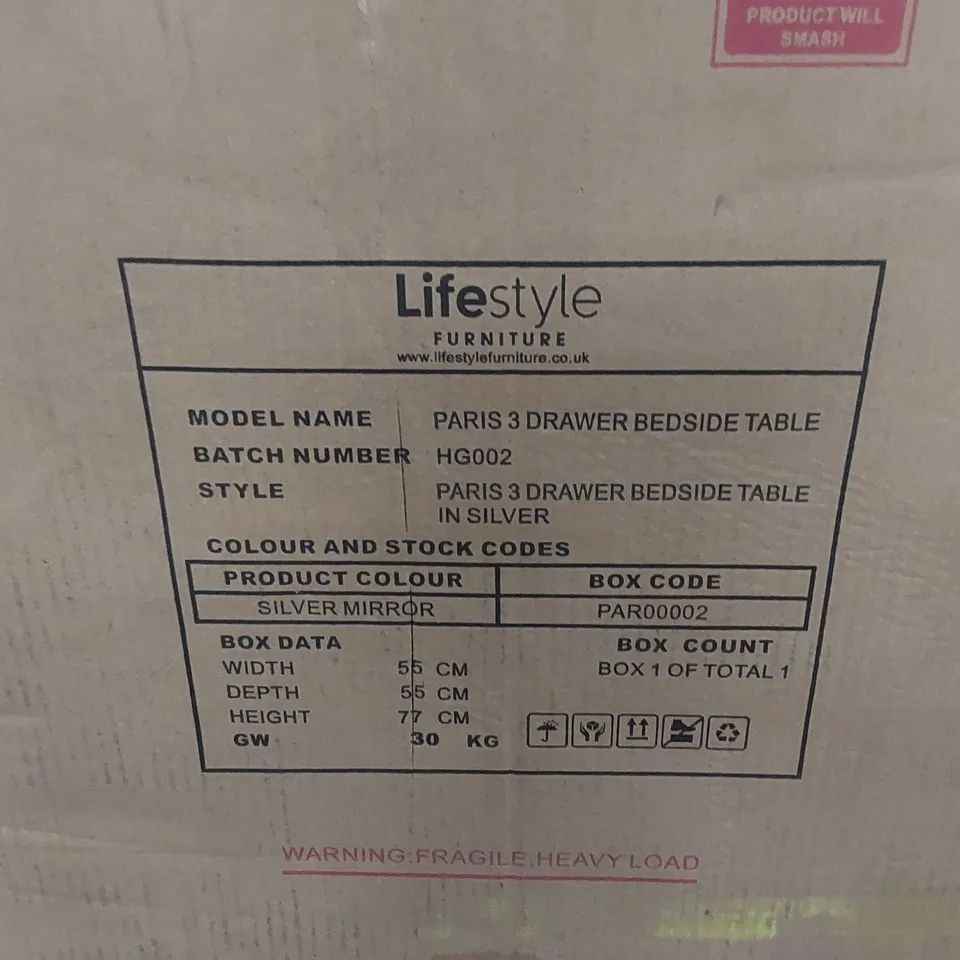 PRODUCT WILL
SMASH
Lifestyle
FURNITURE
www.lifestylefurniture.co.uk
MODEL NAME PARIS 3 DRAWER BEDSIDE TABLE
BATCH NUMBER HG002
STYLE PARIS 3 DRAWER BEDSIDE TABLE
IN SILVER
COLOUR AND STOCK CODES
PRODUCT COLOUR BOX CODE
SILVER MIRROR PAR00002
BOX DATA BOX COUNT
WIDTH 55 CM BOX 1 OF TOTAL 1
DEPTH 55 CM
HEIGHT 77 CM
GW 30 KG
WARNING:FRAGILE,HEAVY LOAD